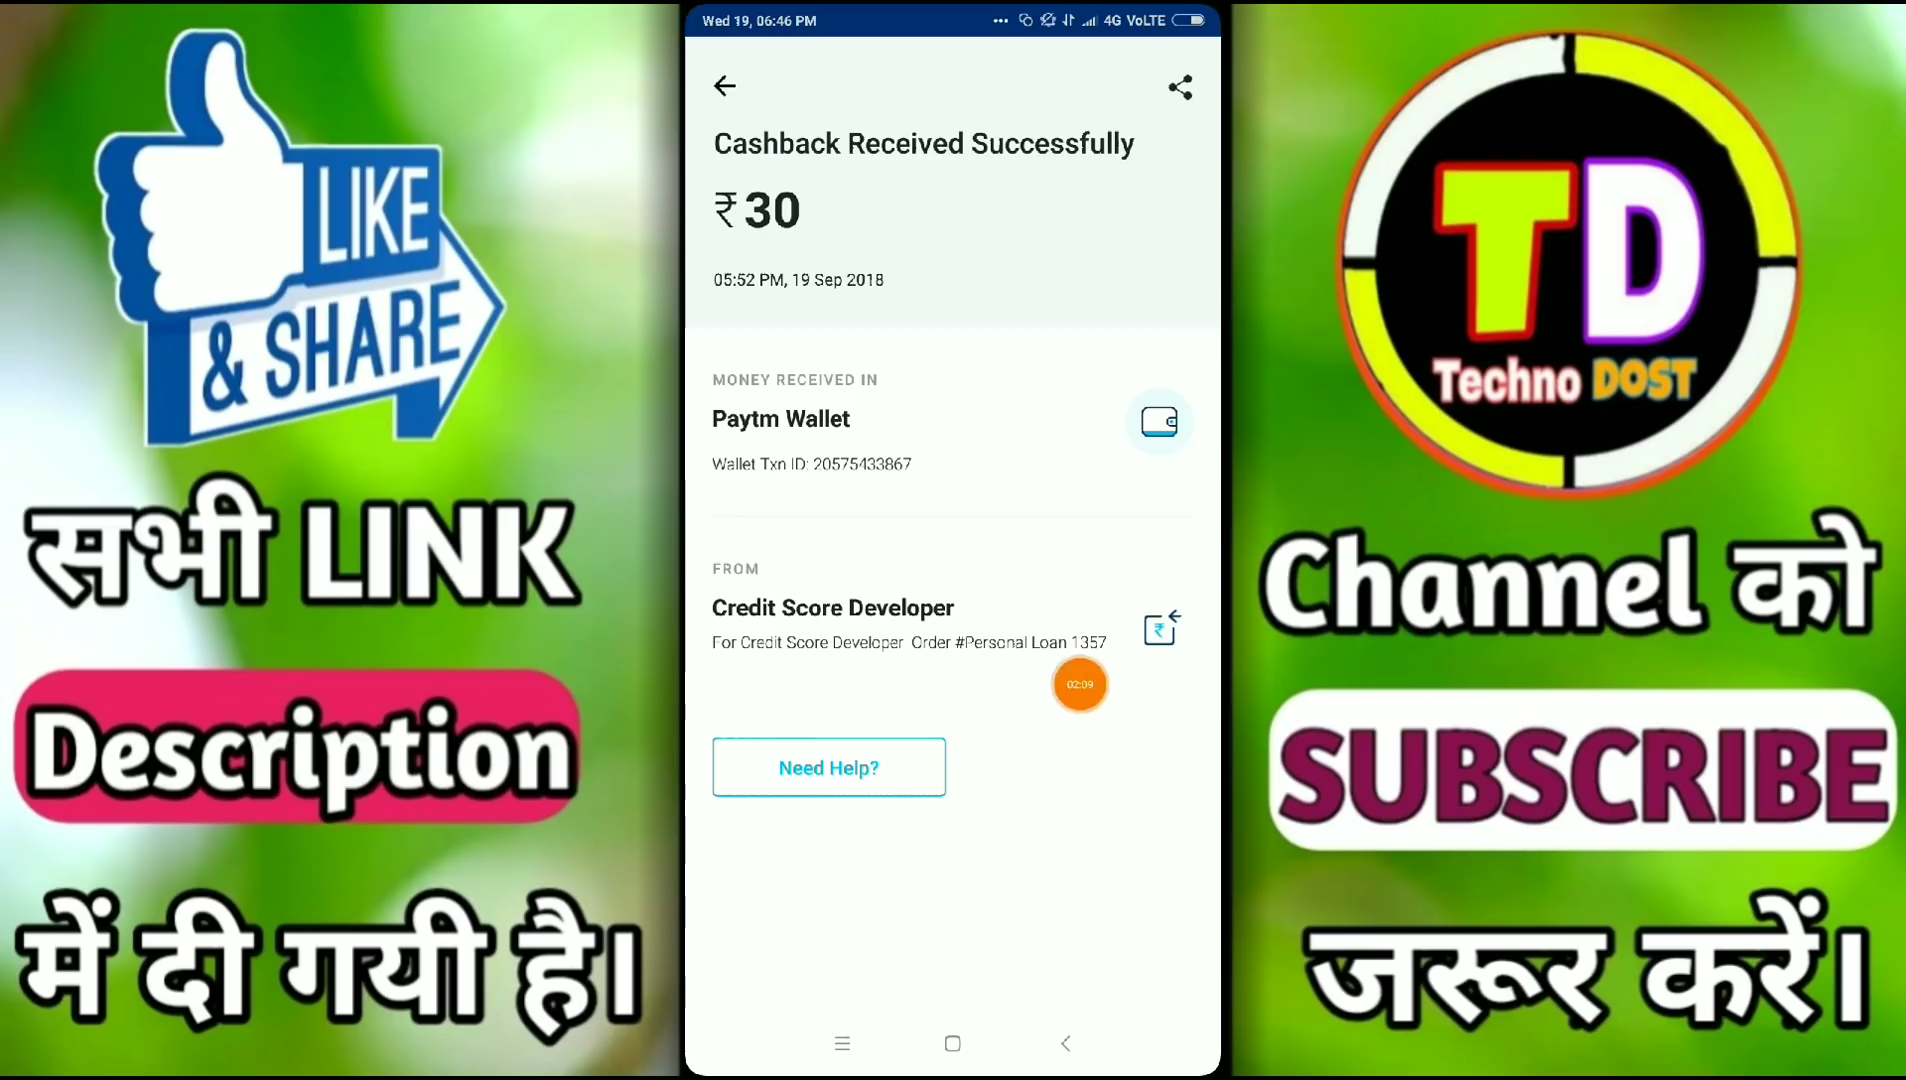 LIKE
& SHARE
सभी LINK
Description
में दी गयी है।
Wed 19, 06:46 PM
4G VoLTE
Cashback Received Successfully
₹30
05:52 PM, 19 Sep 2018
MONEY RECEIVED IN
Paytm Wallet
Wallet Txn ID: 20575433867
FROM
Credit Score Developer
For Credit Score Developer Order #Personal Loan 1357
₹
02:09
Need Help?
TD
Techno DOST
Channel को
SUBSCRIBE
जरूर करें।